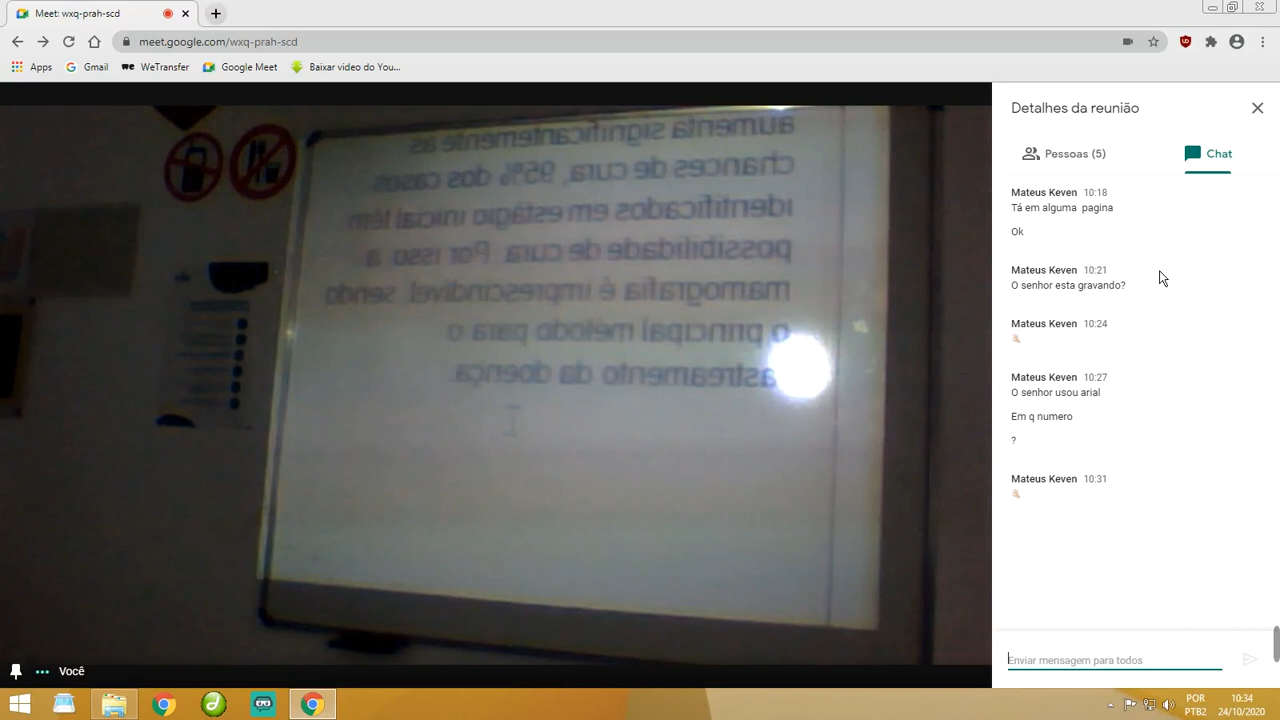 Meet: wxq-prah-scd
meet.google.com/wxq-prah-scd
Apps
Gmail
WeTransfer
Google Meet
Baixar video do You...
aumenta significantemente as
chances de cura, 95% dos casos
identificados em estágio inicial têm
possibilidade de cura. Por isso, a
mamografia é imprescindível, sendo
o principal método para o
astreamento da doença.
Você
Detalhes da reunião
Pessoas (5)
Chat
Mateus Keven 10:18
Tá em alguma pagina
Ok
Mateus Keven 10:21
O senhor esta gravando?
Mateus Keven 10:24
Mateus Keven 10:27
O senhor usou arial
Em q numero
?
Mateus Keven 10:31
Enviar mensagem para todos
POR
PTB2
10:34
24/10/2020